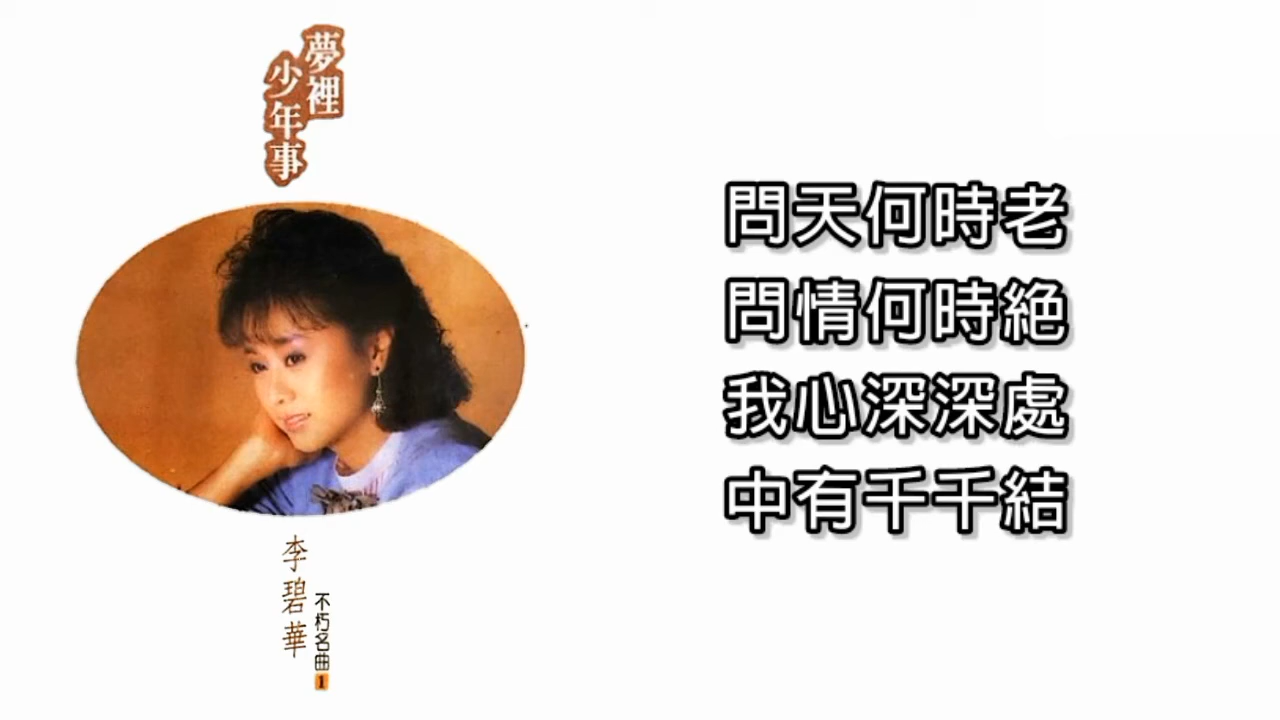 夢裡
少年事
李碧華
不朽名曲1
問天何時老
問情何時絕
我心深深處
中有千千結